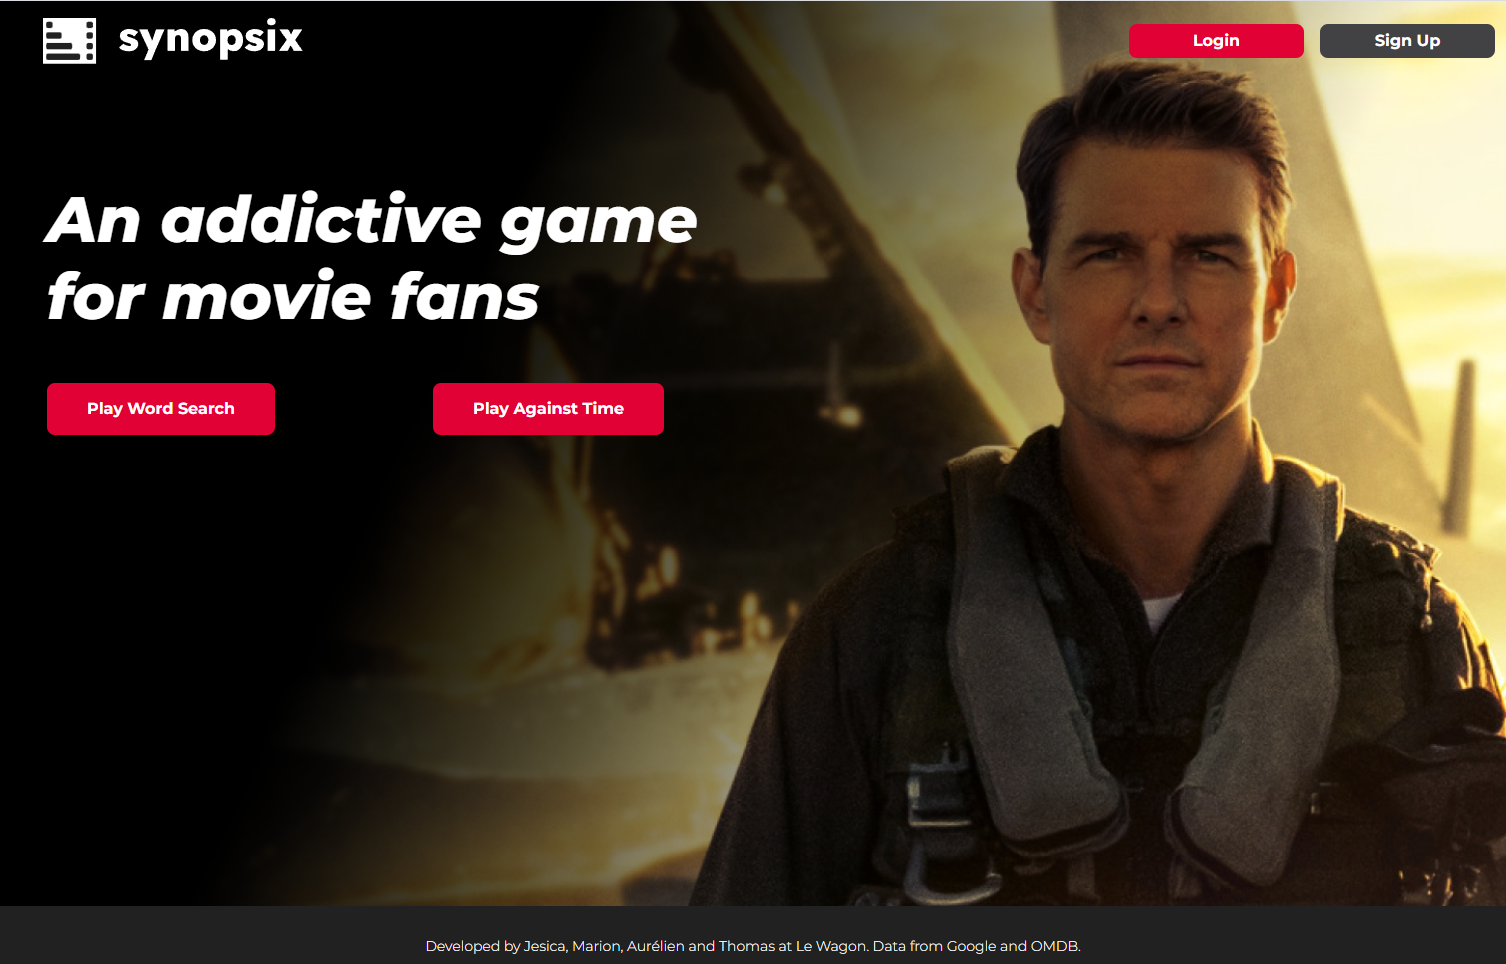 synopsix
Login
Sign Up
An addictive game
for movie fans
Play Word Search
Play Against Time
Developed by Jesica, Marion, Aurélien and Thomas at Le Wagon. Data from Google and OMDB.